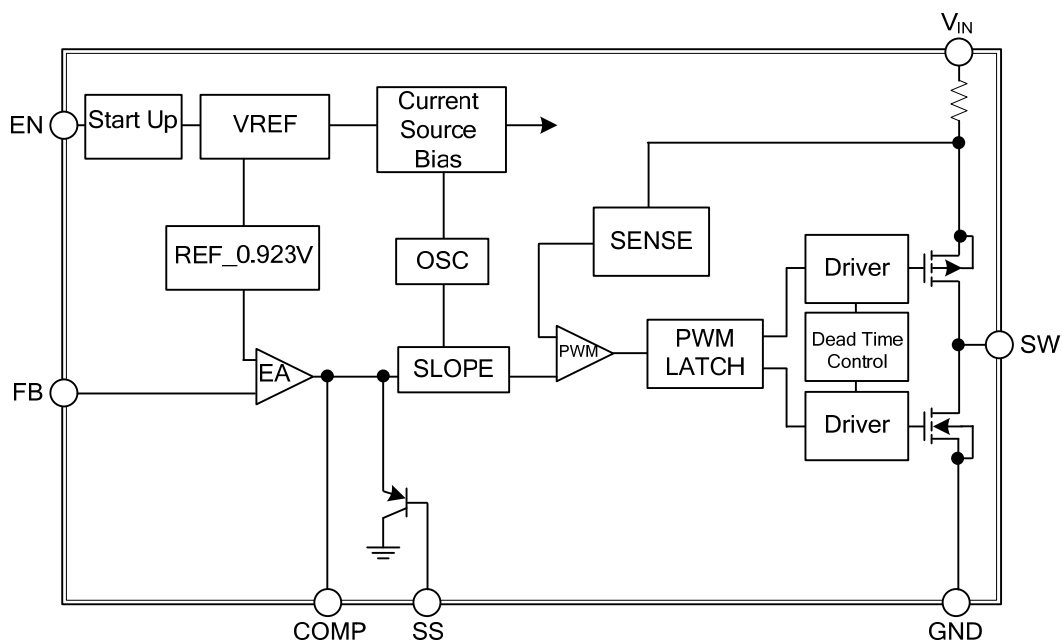 VIN
EN
Start Up
VREF
Current
Source
Bias
REF_0.923V
OSC
SENSE
Driver
PWM
PWM
LATCH
Dead Time
Control
SW
EA
SLOPE
FB
Driver
COMP
SS
GND